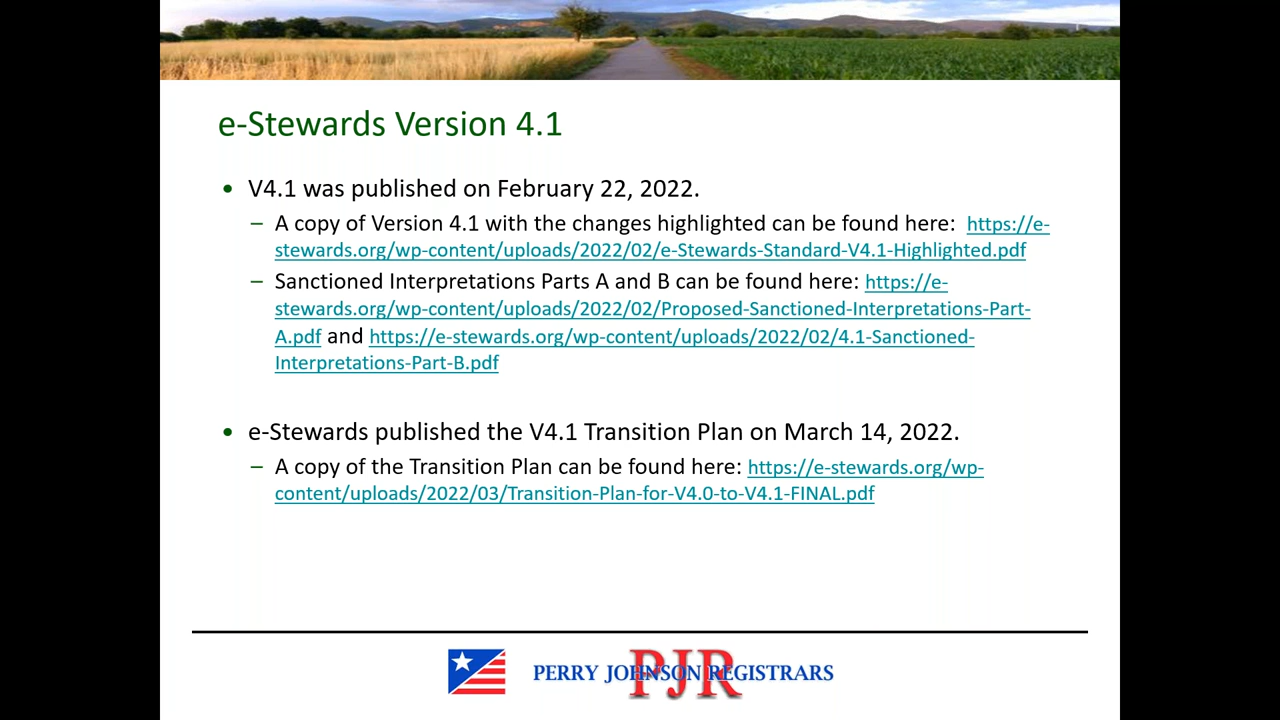 e-Stewards Version 4.1
• V4.1 was published on February 22, 2022.
– A copy of Version 4.1 with the changes highlighted can be found here: https://e-
stewards.org/wp-content/uploads/2022/02/e-Stewards-Standard-V4.1-Highlighted.pdf
– Sanctioned Interpretations Parts A and B can be found here: https://e-
stewards.org/wp-content/uploads/2022/02/Proposed-Sanctioned-Interpretations-Part-
A.pdf and https://e-stewards.org/wp-content/uploads/2022/02/4.1-Sanctioned-
Interpretations-Part-B.pdf
• e-Stewards published the V4.1 Transition Plan on March 14, 2022.
– A copy of the Transition Plan can be found here: https://e-stewards.org/wp-
content/uploads/2022/03/Transition-Plan-for-V4.0-to-V4.1-FINAL.pdf
PJR
PERRY JOHNSON REGISTRARS